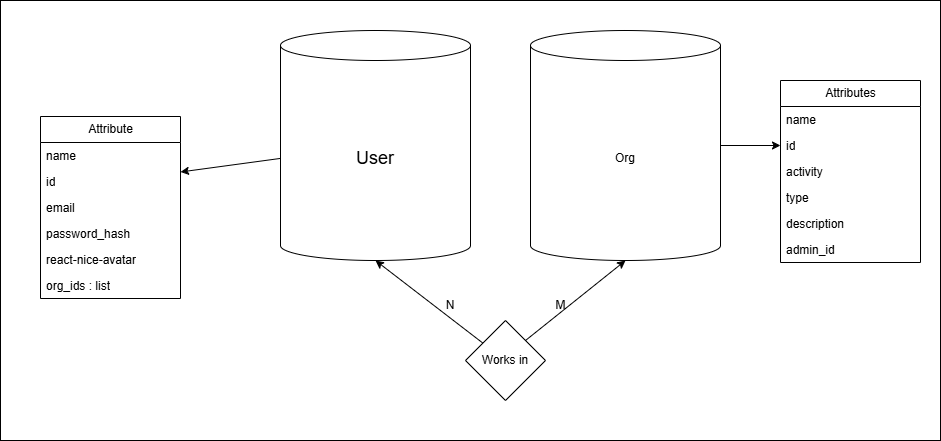 Attribute
name
id
email
password_hash
react-nice-avatar
org_ids : list
User
Org
Attributes
name
id
activity
type
description
admin_id
N
M
Works in